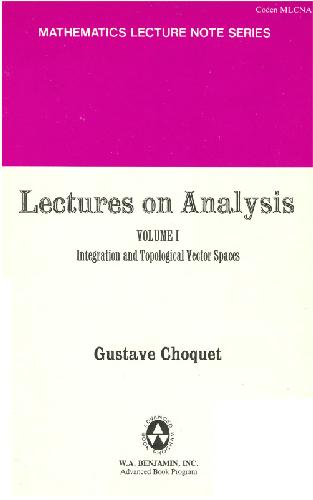 Coden MLCNA
MATHEMATICS LECTURE NOTE SERIES
Lectures on Analysis
VOLUME I
Integration and Topological Vector Spaces
Gustave Choquet
W.A. BENJAMIN, INC.
Advanced Book Program